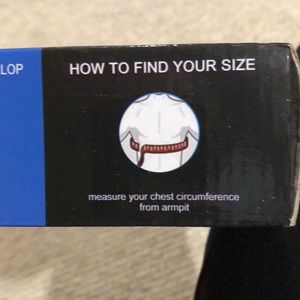 LOP
HOW TO FIND YOUR SIZE
measure your chest circumference
from armpit